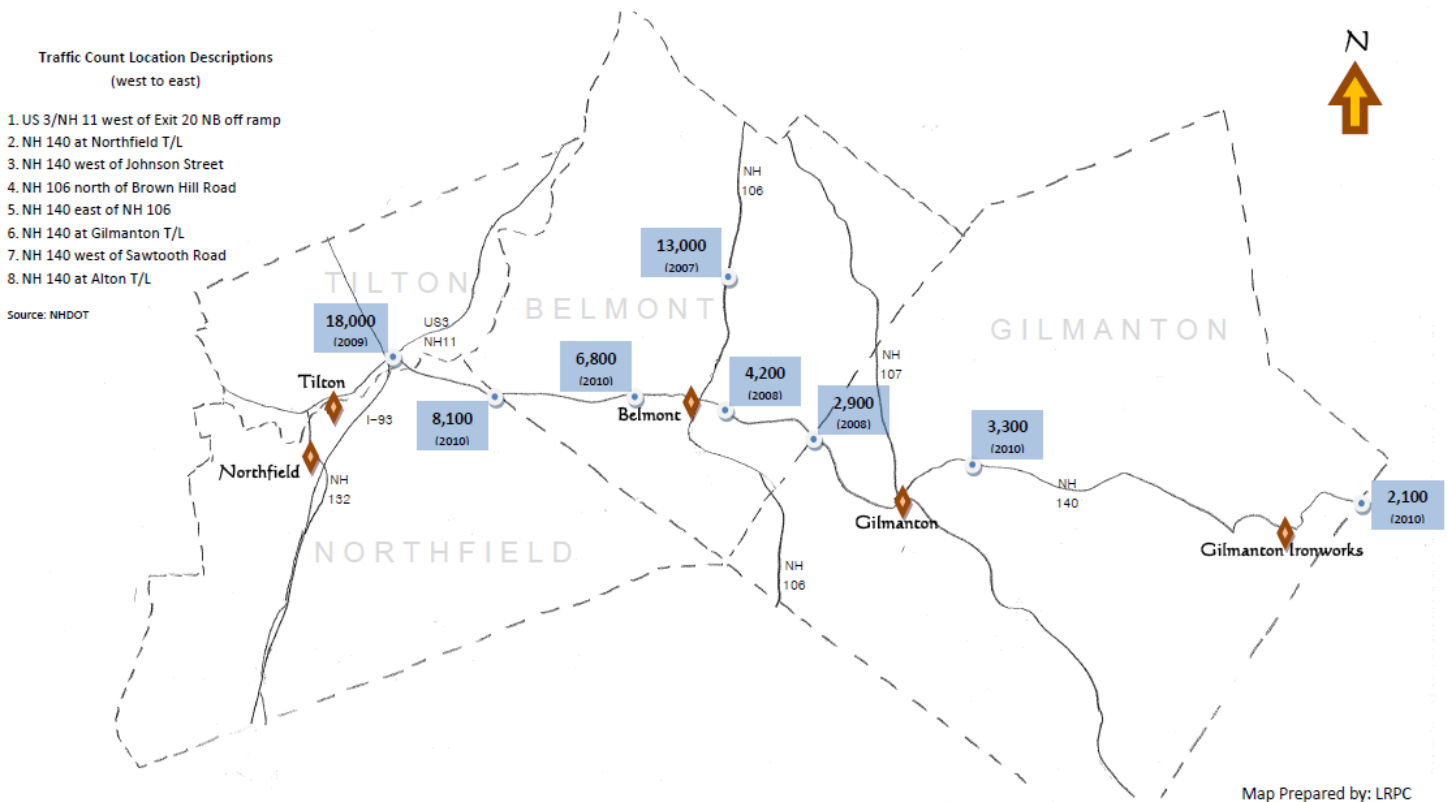 Traffic Count Location Descriptions
(west to east)
1. US 3/NH 11 west of Exit 20 NB off ramp
2. NH 140 at Northfield T/L
3. NH 140 west of Johnson Street
4. NH 106 north of Brown Hill Road
5. NH 140 east of NH 106
6. NH 140 at Gilmanton T/L
7. NH 140 west of Sawtooth Road
8. NH 140 at Alton T/L
Source: NHDOT
N
NH
106
13,000
(2007)
TILTON
BELMONT
GILMANTON
18,000
(2009)
US3
NH11
6,800
(2010)
NH
107
4,200
(2008)
Tilton
I-93
8,100
(2010)
Belmont
2,900
(2008)
3,300
(2010)
Northfield
NH
132
NH
140
2,100
(2010)
Gilmanton
Gilmanton Ironworks
NORTHFIELD
NH
106
Map Prepared by: LRPC